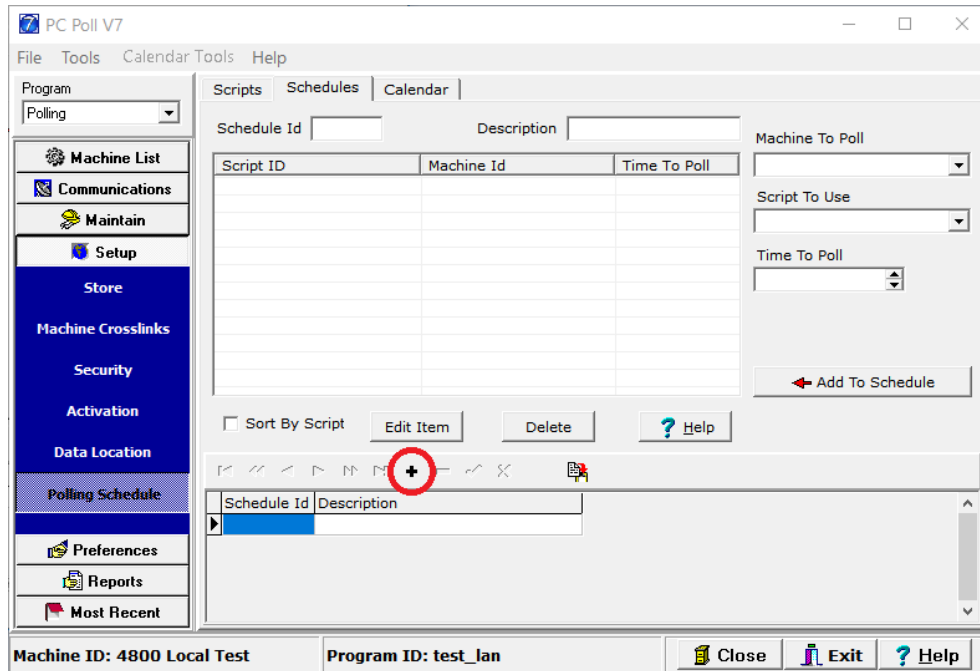 PC Poll V7
File Tools Calendar Tools Help
Program
Polling
Machine List
Communications
Maintain
Setup
Store
Machine Crosslinks
Security
Activation
Data Location
Polling Schedule
Preferences
Reports
Most Recent
Scripts Schedules Calendar
Schedule Id Description
Script ID Machine Id Time To Poll
Machine To Poll
Script To Use
Time To Poll
Add To Schedule
Sort By Script Edit Item Delete ? Help
Schedule Id Description
Machine ID: 4800 Local Test Program ID: test_lan Close Exit ? Help